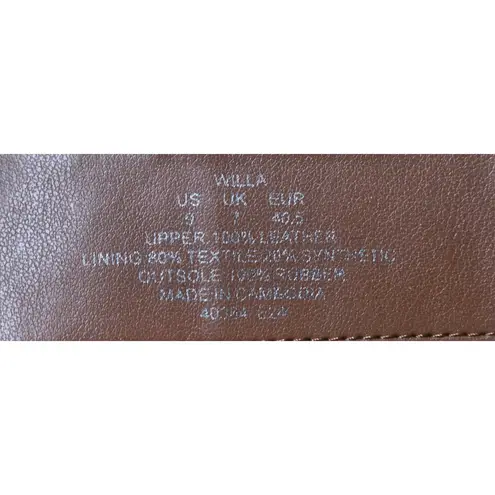 WILLA
US UK EUR
9 7 40.5
UPPER 100% LEATHER
LINING 80% TEXTILE 20% SYNTHETIC
OUTSOLE 100% RUBBER
MADE IN CAMBODIA